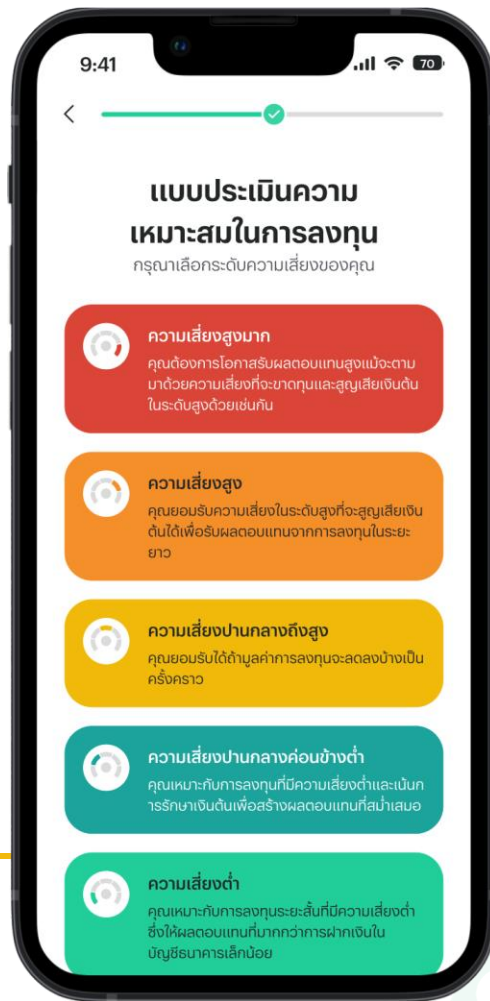 9:41
70
แบบประเมินความ
เหมาะสมในการลงทุน
กรุณาเลือกระดับความเสี่ยงของคุณ
ความเสี่ยงสูงมาก
คุณต้องการโอกาสรับผลตอบแทนสูงแม้จะตาม
มาด้วยความเสี่ยงที่จะขาดทุนและสูญเสียเงินต้น
ในระดับสูงด้วยเช่นกัน
ความเสี่ยงสูง
คุณยอมรับความเสี่ยงในระดับสูงที่จะสูญเสียเงิน
ต้นได้เพื่อรับผลตอบแทนจากการลงทุนในระยะ
ยาว
ความเสี่ยงปานกลางถึงสูง
คุณยอมรับได้ถ้ามูลค่าการลงทุนจะลดลงบ้างเป็น
ครั้งคราว
ความเสี่ยงปานกลางค่อนข้างต่ำ
คุณเหมาะกับการลงทุนที่มีความเสี่ยงต่ำและเน้นก
ารรักษาเงินต้นเพื่อสร้างผลตอบแทนที่สม่ำเสมอ
ความเสี่ยงต่ำ
คุณเหมาะกับการลงทุนระยะสั้นที่มีความเสี่ยงต่ำ
ซึ่งให้ผลตอบแทนที่มากกว่าการฝากเงินใน
บัญชีธนาคารเล็กน้อย